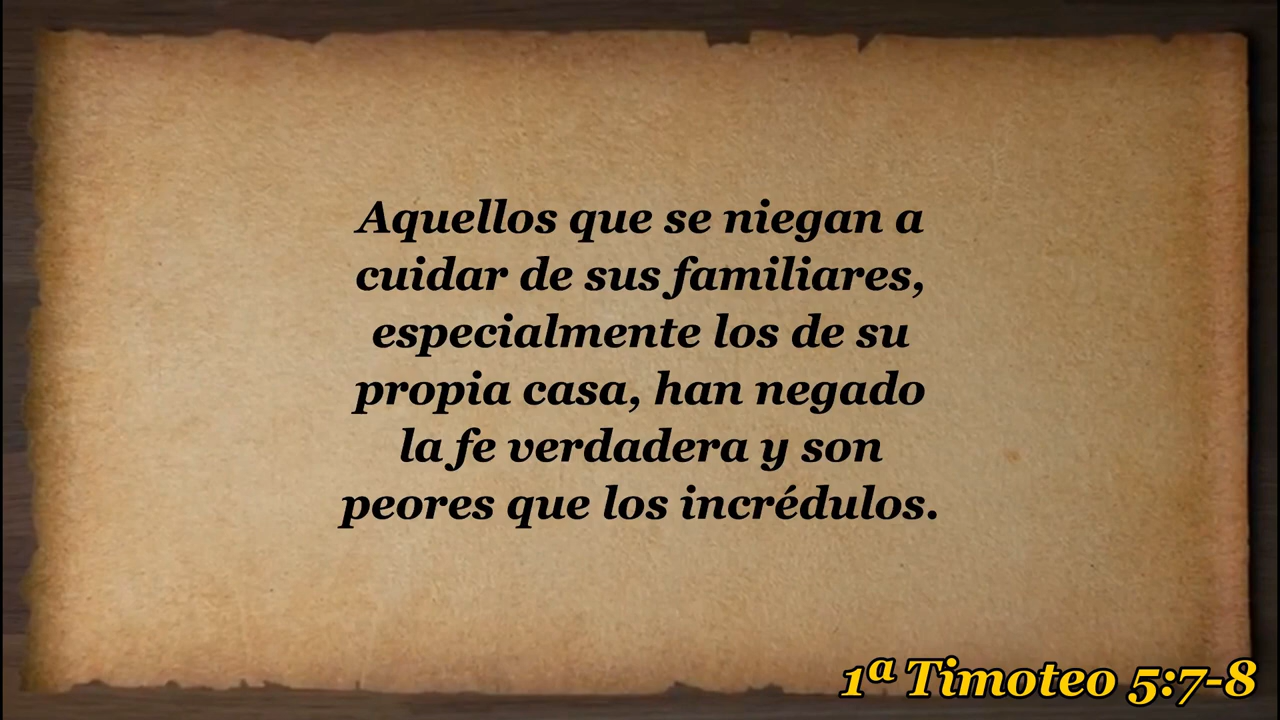 Aquellos que se niegan a
cuidar de sus familiares,
especialmente los de su
propia casa, han negado
la fe verdadera y son
peores que los incrédulos.
1ª Timoteo 5:7-8